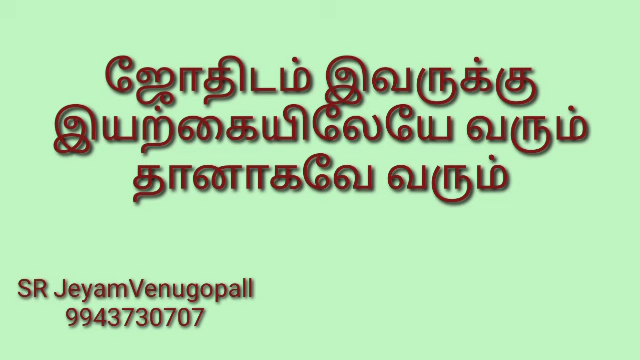 ஜோதிடம் இவருக்கு
இயற்கையிலேயே வரும்
தானாகவே வரும்
SR JeyamVenugopall
9943730707